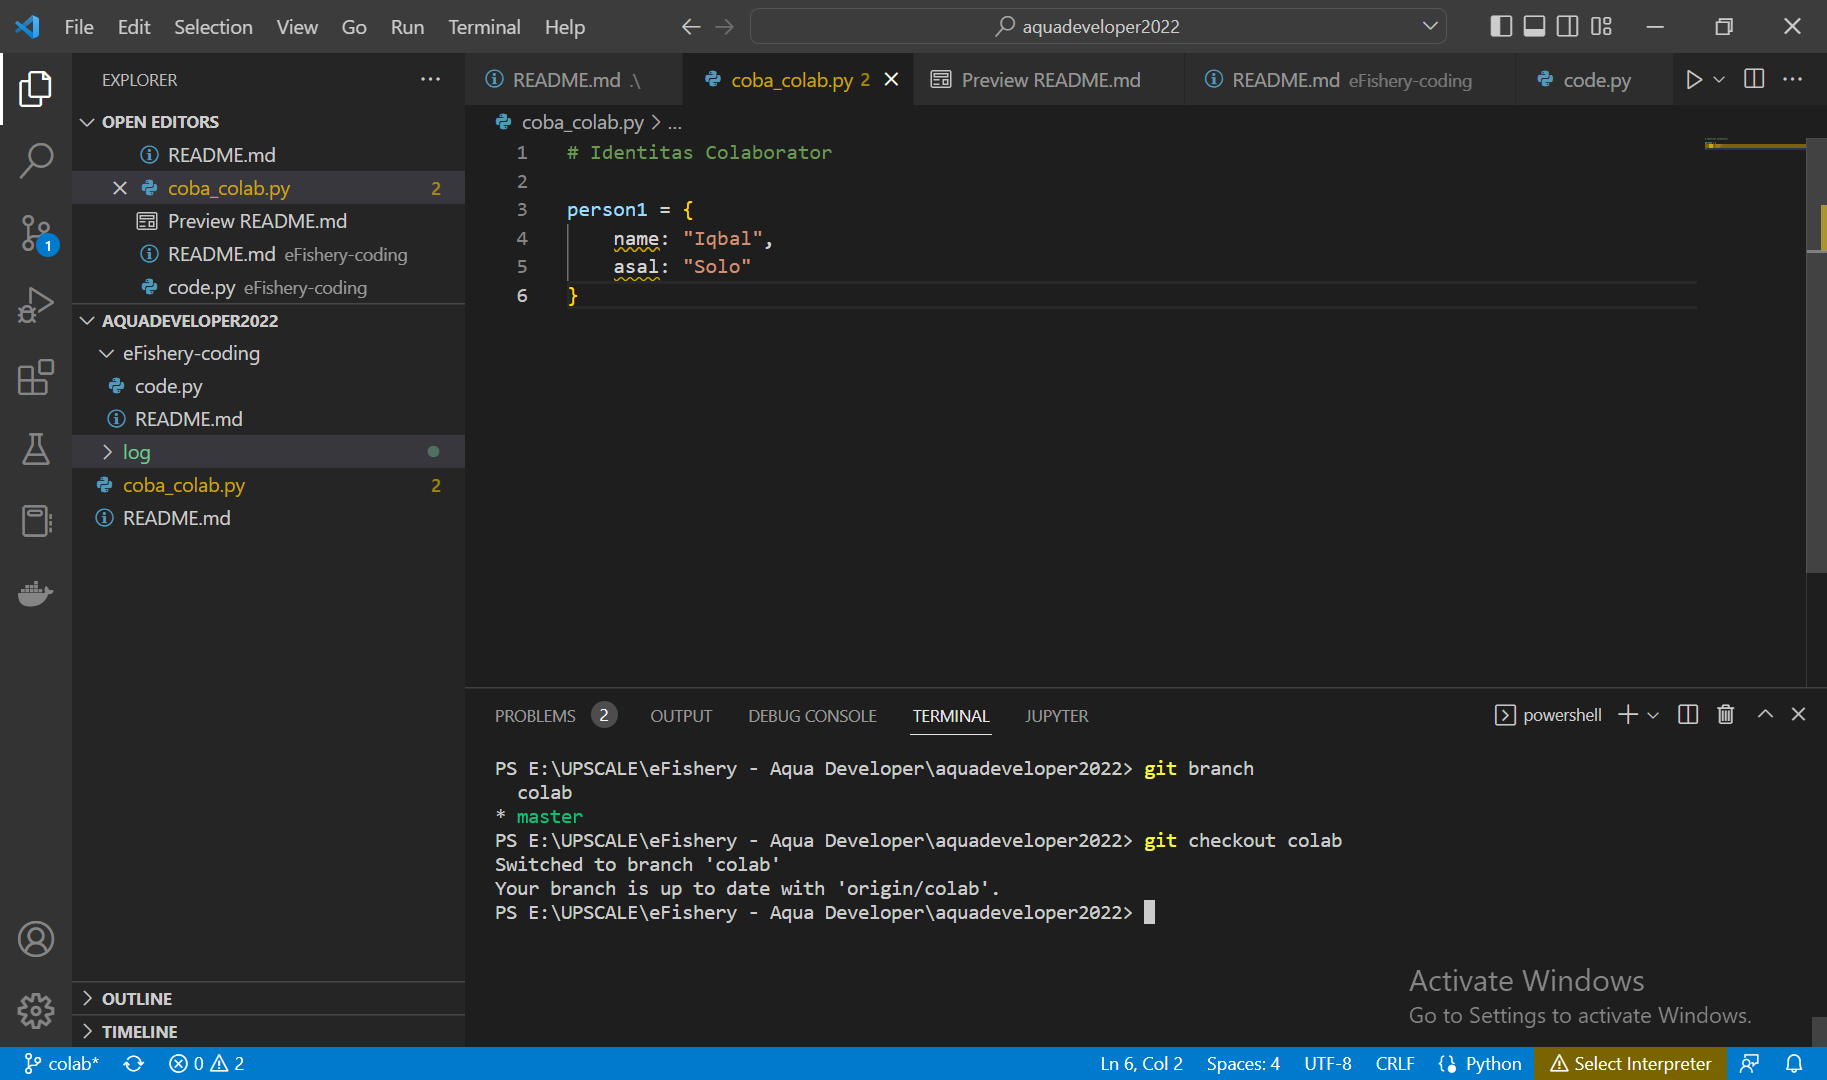 File Edit Selection View Go Run Terminal Help
aquadeveloper2022
EXPLORER
OPEN EDITORS
README.md
coba_colab.py 2
Preview README.md
README.md eFishery-coding
code.py eFishery-coding
AQUADEVELOPER2022
eFishery-coding
code.py
README.md
log
coba_colab.py 2
README.md
OUTLINE
TIMELINE
1
README.md .\
coba_colab.py 2
Preview README.md
README.md eFishery-coding
code.py
coba_colab.py > ...
1 # Identitas Colaborator
2
3 person1 = {
4 name: "Iqbal",
5 asal: "Solo"
6 }
PROBLEMS 2 OUTPUT DEBUG CONSOLE TERMINAL JUPYTER
powershell
PS E:\UPSCALE\eFishery - Aqua Developer\aquadeveloper2022> git branch
colab
* master
PS E:\UPSCALE\eFishery - Aqua Developer\aquadeveloper2022> git checkout colab
Switched to branch 'colab'
Your branch is up to date with 'origin/colab'.
PS E:\UPSCALE\eFishery - Aqua Developer\aquadeveloper2022>
Activate Windows
Go to Settings to activate Windows.
colab* 0 2 Ln 6, Col 2 Spaces: 4 UTF-8 CRLF Python Select Interpreter